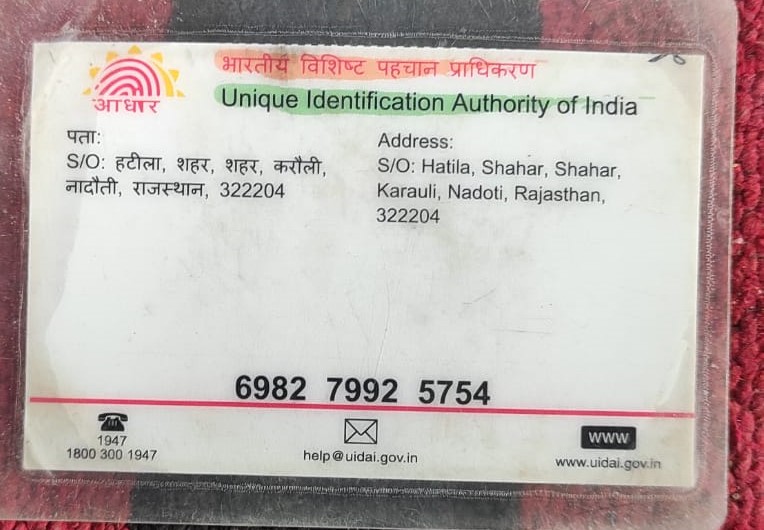 आधार
भारतीय विशिष्ट पहचान प्राधिकरण
Unique Identification Authority of India
पता:
S/O: हटीला, शहर, शहर, करौली,
नादौती, राजस्थान, 322204
Address:
S/O: Hatila, Shahar, Shahar,
Karauli, Nadoti, Rajasthan,
322204
6982 7992 5754
1947
1800 300 1947
help@uidai.gov.in
www
www.uidai.gov.in